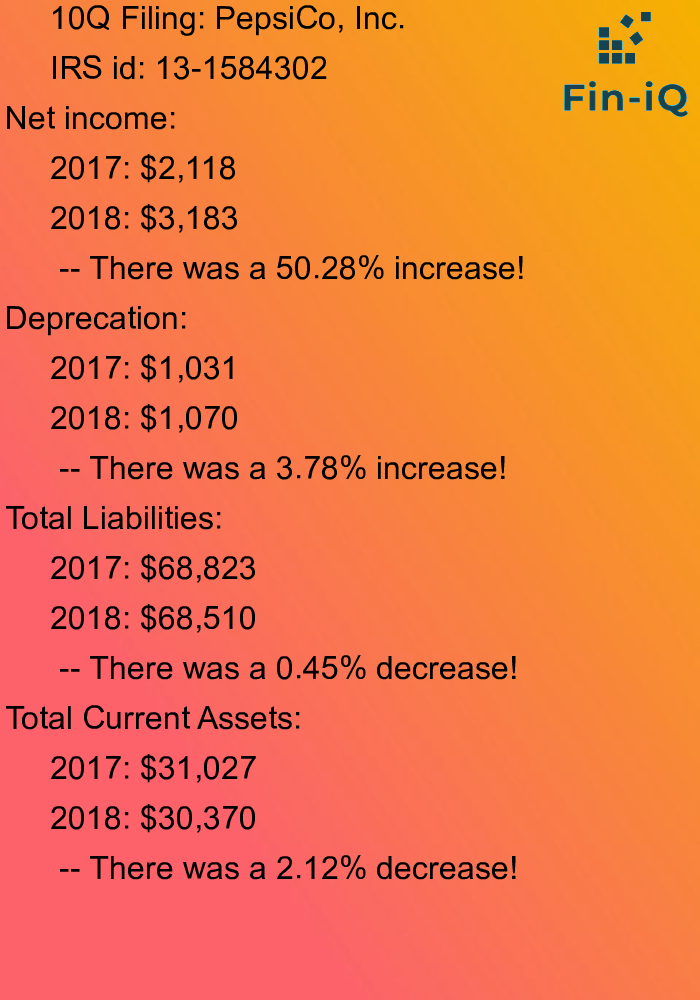 10Q Filing: PepsiCo, Inc.
IRS id: 13-1584302
Fin-iQ
Net income:
2017: $2,118
2018: $3,183
-- There was a 50.28% increase!
Deprecation:
2017: $1,031
2018: $1,070
-- There was a 3.78% increase!
Total Liabilities:
2017: $68,823
2018: $68,510
-- There was a 0.45% decrease!
Total Current Assets:
2017: $31,027
2018: $30,370
-- There was a 2.12% decrease!